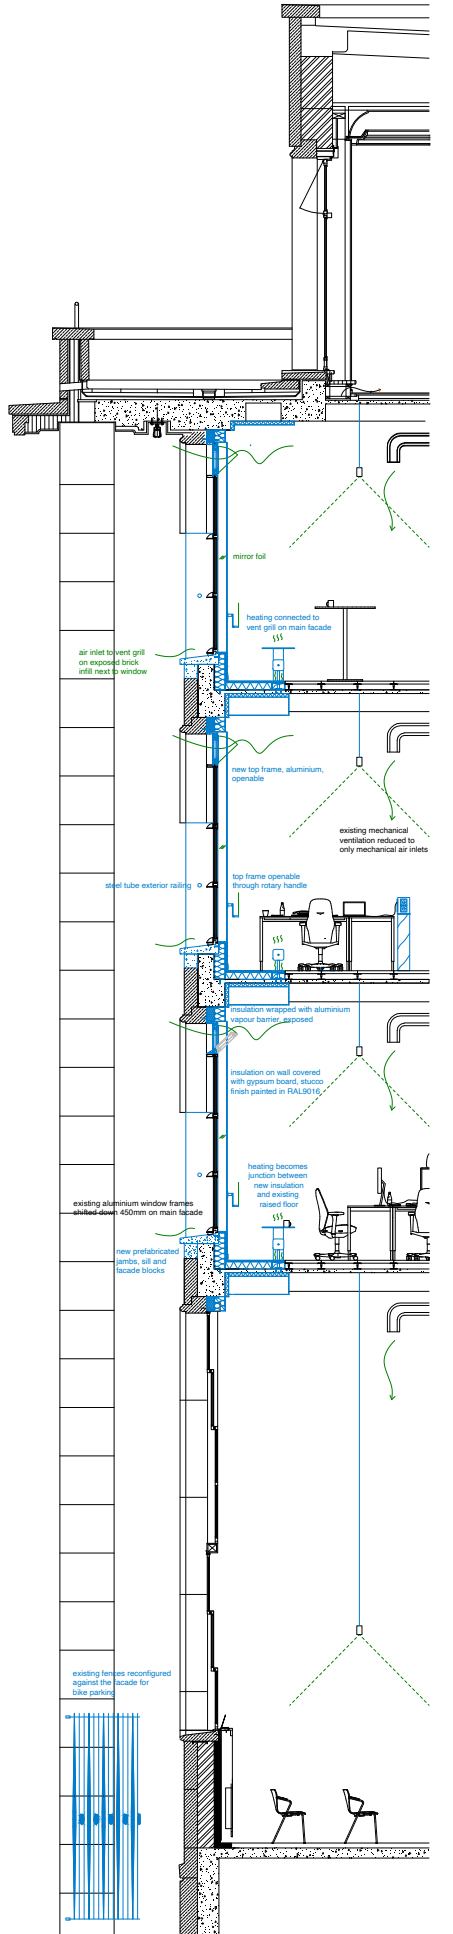 mirror foil
heating connected to
vent grill on main facade
air inlet to vent grill
on exposed brick
infill next to window
new top frame, aluminium,
openable
existing mechanical
ventilation reduced to
only mechanical air inlets
top frame openable
through rotary handle
steel tube exterior railing
insulation wrapped with aluminium
vapour barrier, exposed
insulation on wall covered
with gypsum board, stucco
finish painted in RAL9016
heating becomes
junction between
new insulation
and existing
raised floor
existing aluminium window frames
shifted down 450mm on main facade
new prefabricated
jambs, sill and
facade blocks
existing fences reconfigured
against the facade for
bike parking